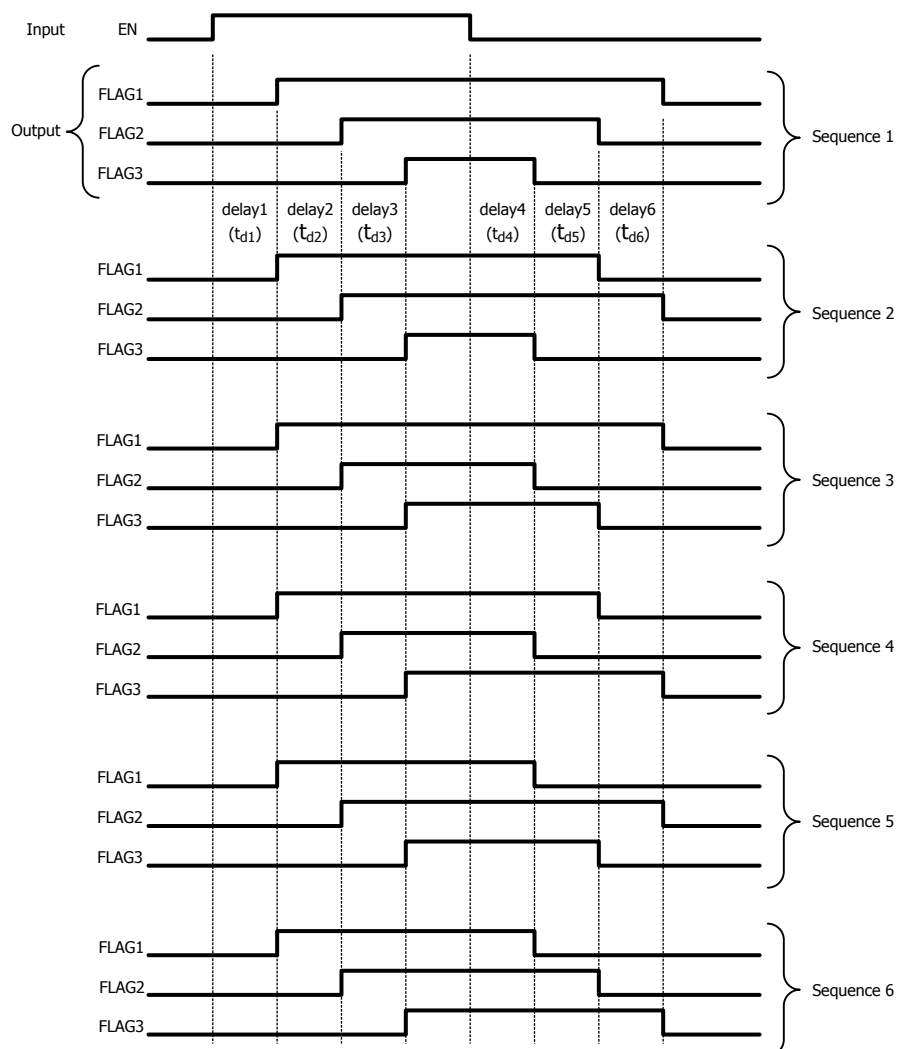 Input EN
FLAG1
Output FLAG2 Sequence 1
FLAG3
delay1 delay2 delay3 delay4 delay5 delay6
(td1) (td2) (td3) (td4) (td5) (td6)
FLAG1
FLAG2 Sequence 2
FLAG3
FLAG1
FLAG2 Sequence 3
FLAG3
FLAG1
FLAG2 Sequence 4
FLAG3
FLAG1
FLAG2 Sequence 5
FLAG3
FLAG1
FLAG2 Sequence 6
FLAG3